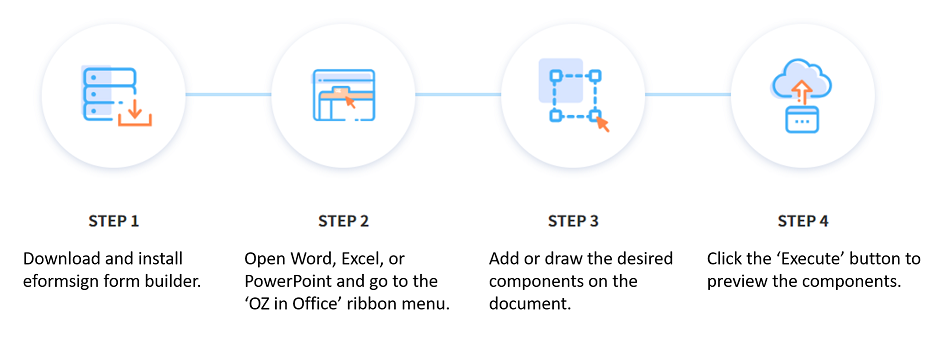 STEP 1
Download and install
eformsign form builder.
STEP 2
Open Word, Excel, or
PowerPoint and go to the
‘OZ in Office’ ribbon menu.
STEP 3
Add or draw the desired
components on the
document.
STEP 4
Click the ‘Execute’ button to
preview the components.